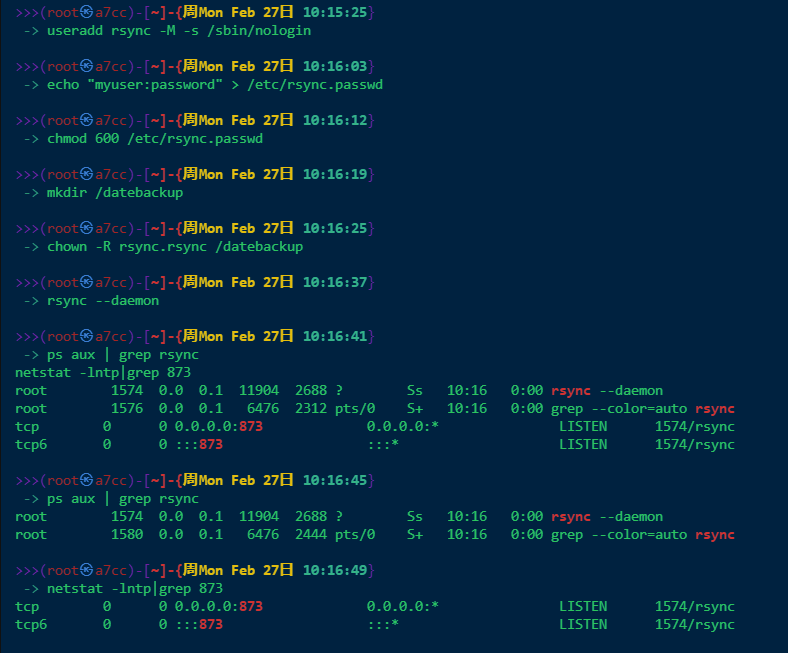 >>>(root㉿a7cc)-[~]-{周Mon Feb 27日 10:15:25}
-> useradd rsync -M -s /sbin/nologin
>>>(root㉿a7cc)-[~]-{周Mon Feb 27日 10:16:03}
-> echo "myuser:password" > /etc/rsync.passwd
>>>(root㉿a7cc)-[~]-{周Mon Feb 27日 10:16:12}
-> chmod 600 /etc/rsync.passwd
>>>(root㉿a7cc)-[~]-{周Mon Feb 27日 10:16:19}
-> mkdir /datebackup
>>>(root㉿a7cc)-[~]-{周Mon Feb 27日 10:16:25}
-> chown -R rsync.rsync /datebackup
>>>(root㉿a7cc)-[~]-{周Mon Feb 27日 10:16:37}
-> rsync --daemon
>>>(root㉿a7cc)-[~]-{周Mon Feb 27日 10:16:41}
-> ps aux | grep rsync
netstat -lntp|grep 873
root 1574 0.0 0.1 11904 2688 ? Ss 10:16 0:00 rsync --daemon
root 1576 0.0 0.1 6476 2312 pts/0 S+ 10:16 0:00 grep --color=auto rsync
tcp 0 0 0.0.0.0:873 0.0.0.0:* LISTEN 1574/rsync
tcp6 0 0 :::873 :::* LISTEN 1574/rsync
>>>(root㉿a7cc)-[~]-{周Mon Feb 27日 10:16:45}
-> ps aux | grep rsync
root 1574 0.0 0.1 11904 2688 ? Ss 10:16 0:00 rsync --daemon
root 1580 0.0 0.1 6476 2444 pts/0 S+ 10:16 0:00 grep --color=auto rsync
>>>(root㉿a7cc)-[~]-{周Mon Feb 27日 10:16:49}
-> netstat -lntp|grep 873
tcp 0 0 0.0.0.0:873 0.0.0.0:* LISTEN 1574/rsync
tcp6 0 0 :::873 :::* LISTEN 1574/rsync